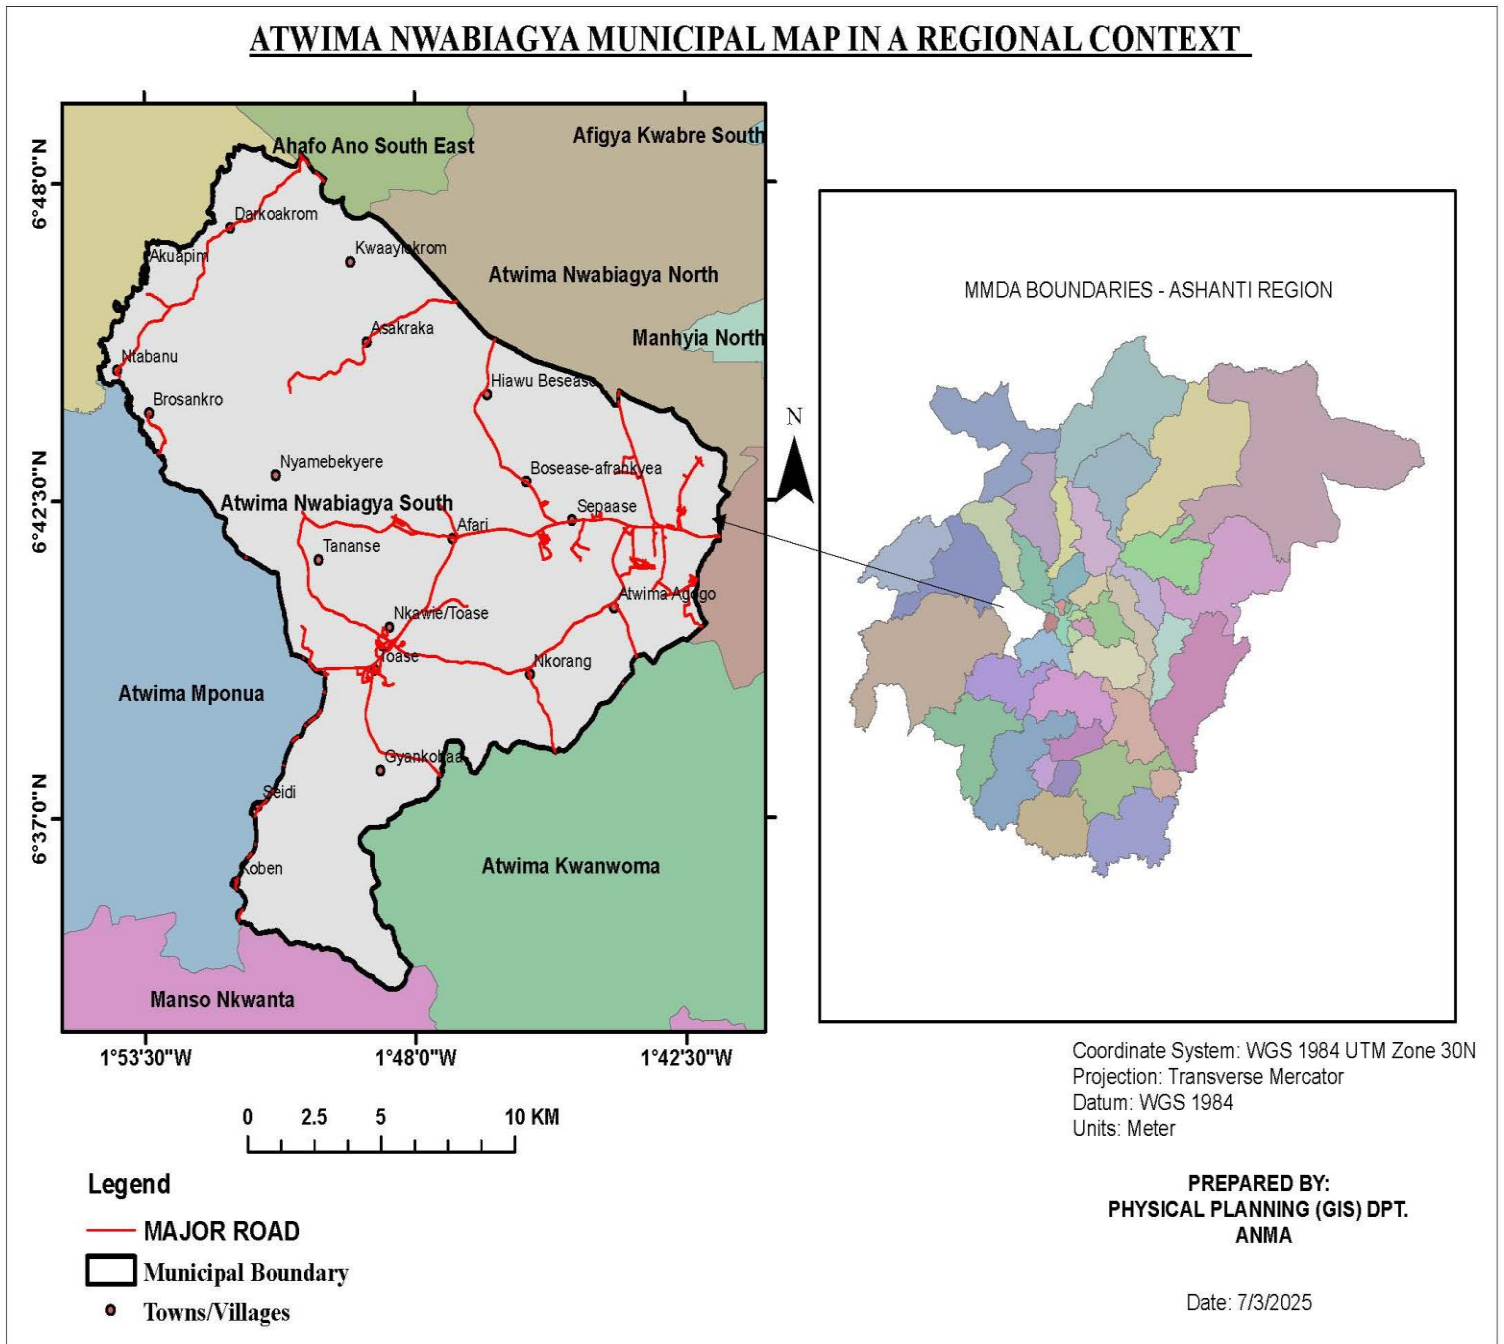 ATWIMA NWABIAGYA MUNICIPAL MAP IN A REGIONAL CONTEXT
Ahafo Ano South East
Afigya Kwabre South
6°48'0"N
Darkoakrom
Akuapim
Kwaayiekrom
Atwima Nwabiagya North
Asakraka
Manhyia North
Ntabanu
Hiawu Besease
Brosankro
N
Nyamebekyere
Bosease-afrankyea
6°42'30"N
Atwima Nwabiagya South
Sepaase
Afari
Tananse
Atwima Agogo
Nkawie/Toase
Toase
Nkorang
Atwima Mponua
Gyankobaa
Seidi
6°37'0"N
Koben
Atwima Kwanwoma
Manso Nkwanta
1°53'30"W
1°48'0"W
1°42'30"W
MMDA BOUNDARIES - ASHANTI REGION
Coordinate System: WGS 1984 UTM Zone 30N
Projection: Transverse Mercator
Datum: WGS 1984
Units: Meter
0 2.5 5 10 KM
Legend
MAJOR ROAD
Municipal Boundary
Towns/Villages
PREPARED BY:
PHYSICAL PLANNING (GIS) DPT.
ANMA
Date: 7/3/2025